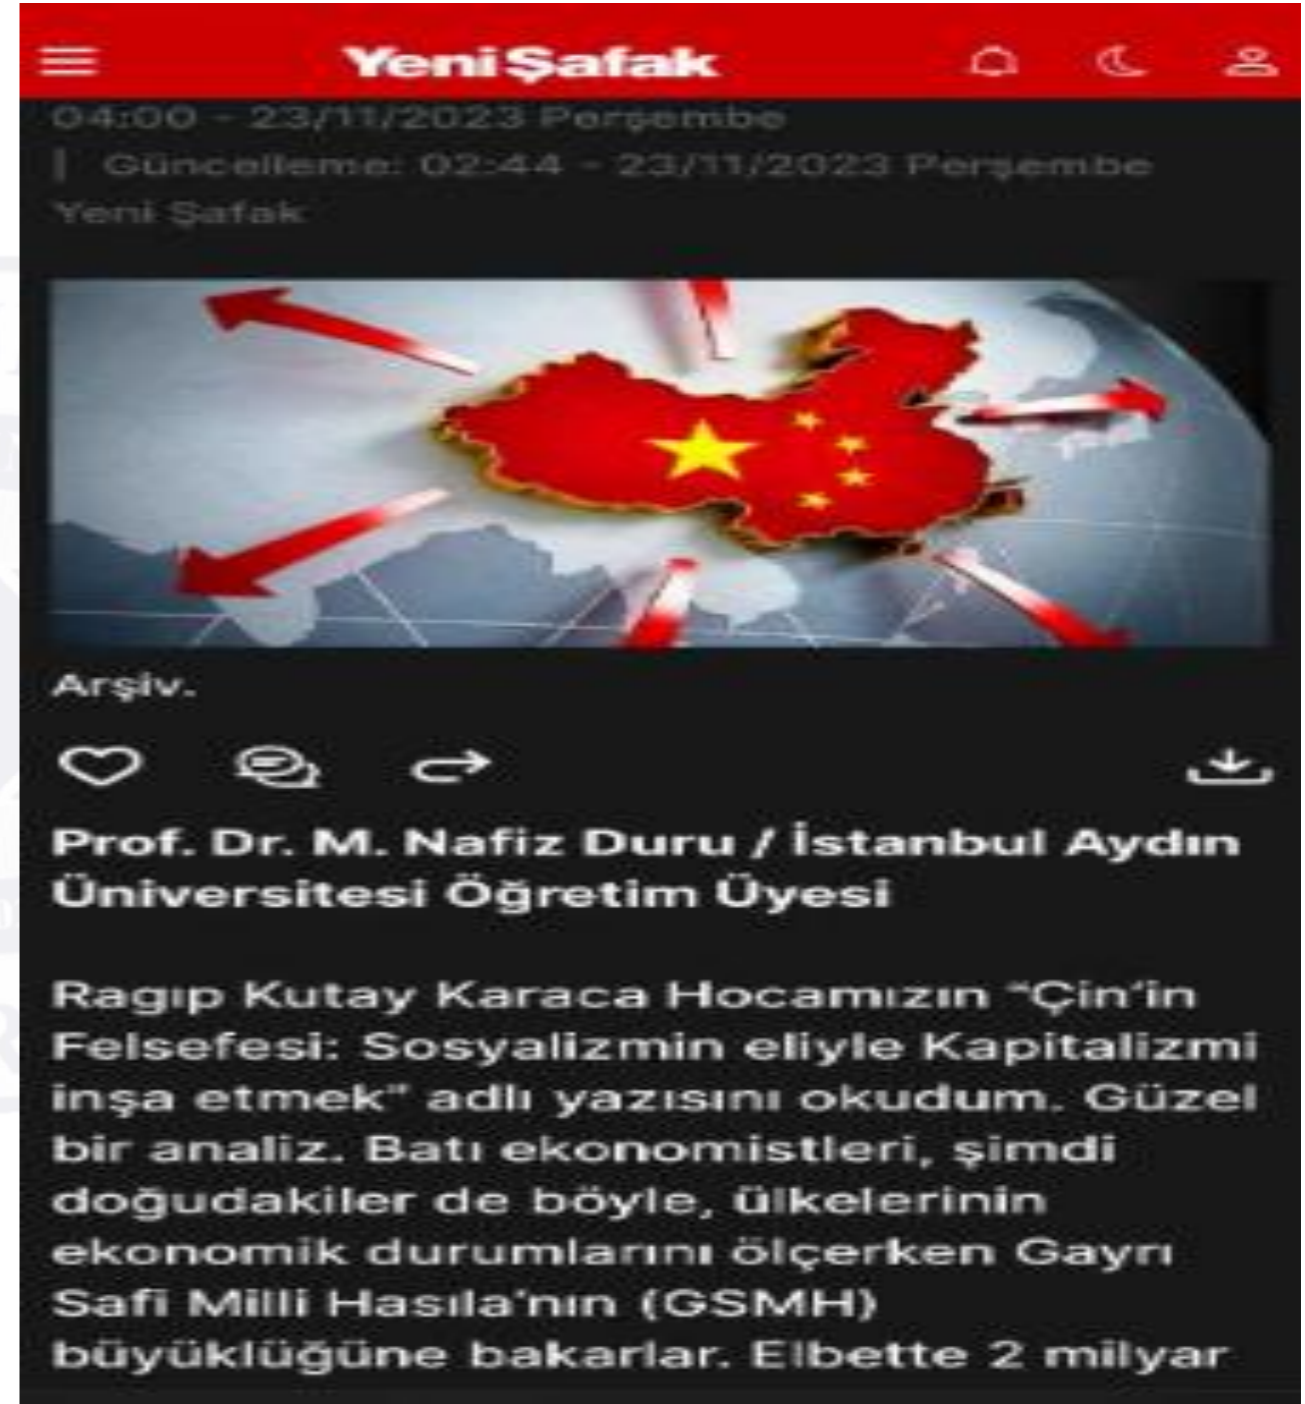 Yeni Şafak
04:00 - 23/11/2023 Perşembe
| Güncelleme: 02:44 - 23/11/2023 Perşembe
Yeni Şafak
Arşiv.
Prof. Dr. M. Nafiz Duru / İstanbul Aydın
Üniversitesi Öğretim Üyesi
Ragıp Kutay Karaca Hocamızın “Çin’in
Felsefesi: Sosyalizmin eliyle Kapitalizmi
inşa etmek” adlı yazısını okudum. Güzel
bir analiz. Batı ekonomistleri, şimdi
doğudakiler de böyle, ülkelerinin
ekonomik durumlarını ölçerken Gayrı
Safi Milli Hasıla’nın (GSMH)
büyüklüğüne bakarlar. Elbette 2 milyar